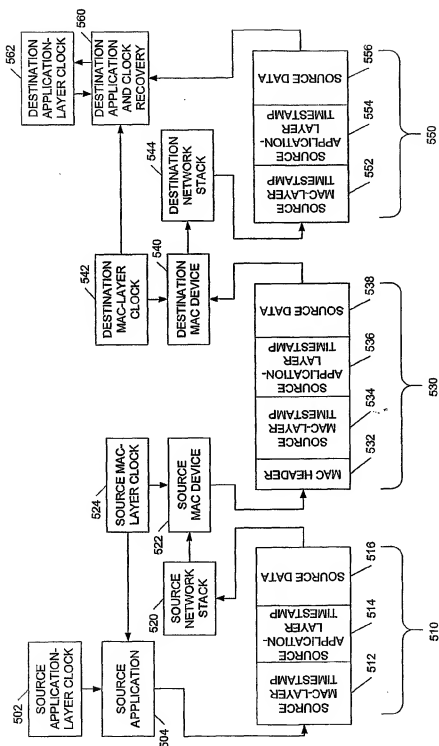 502
SOURCE
APPLICATION-
LAYER CLOCK
SOURCE
APPLICATION
504
524
SOURCE MAC-
LAYER CLOCK
522
SOURCE
MAC DEVICE
520
SOURCE
NETWORK
STACK
SOURCE
MAC-LAYER
TIMESTAMP
SOURCE
APPLICATION-
LAYER
TIMESTAMP
SOURCE DATA
512
514
516
510
MAC HEADER
SOURCE
MAC-LAYER
TIMESTAMP
SOURCE
APPLICATION-
LAYER
TIMESTAMP
SOURCE DATA
532
534
536
538
530
542
DESTINATION
MAC-LAYER
CLOCK
540
DESTINATION
MAC DEVICE
544
DESTINATION
NETWORK
STACK
SOURCE
MAC-LAYER
TIMESTAMP
SOURCE
APPLICATION-
LAYER
TIMESTAMP
SOURCE DATA
552
554
556
550
562
DESTINATION
APPLICATION-
LAYER CLOCK
560
DESTINATION
APPLICATION
AND CLOCK
RECOVERY